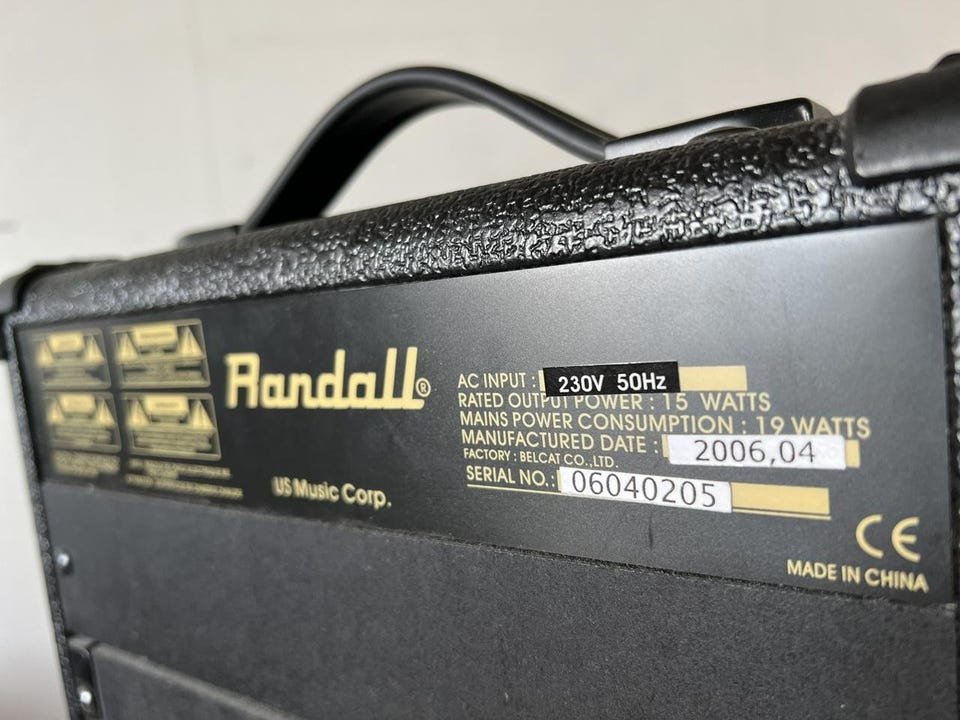 Randall®
US Music Corp.
AC INPUT : 230V 50Hz
RATED OUTPUT POWER : 15 WATTS
MAINS POWER CONSUMPTION : 19 WATTS
MANUFACTURED DATE : 2006,04
FACTORY : BELCAT CO.,LTD.
SERIAL NO.: 06040205
CE
MADE IN CHINA